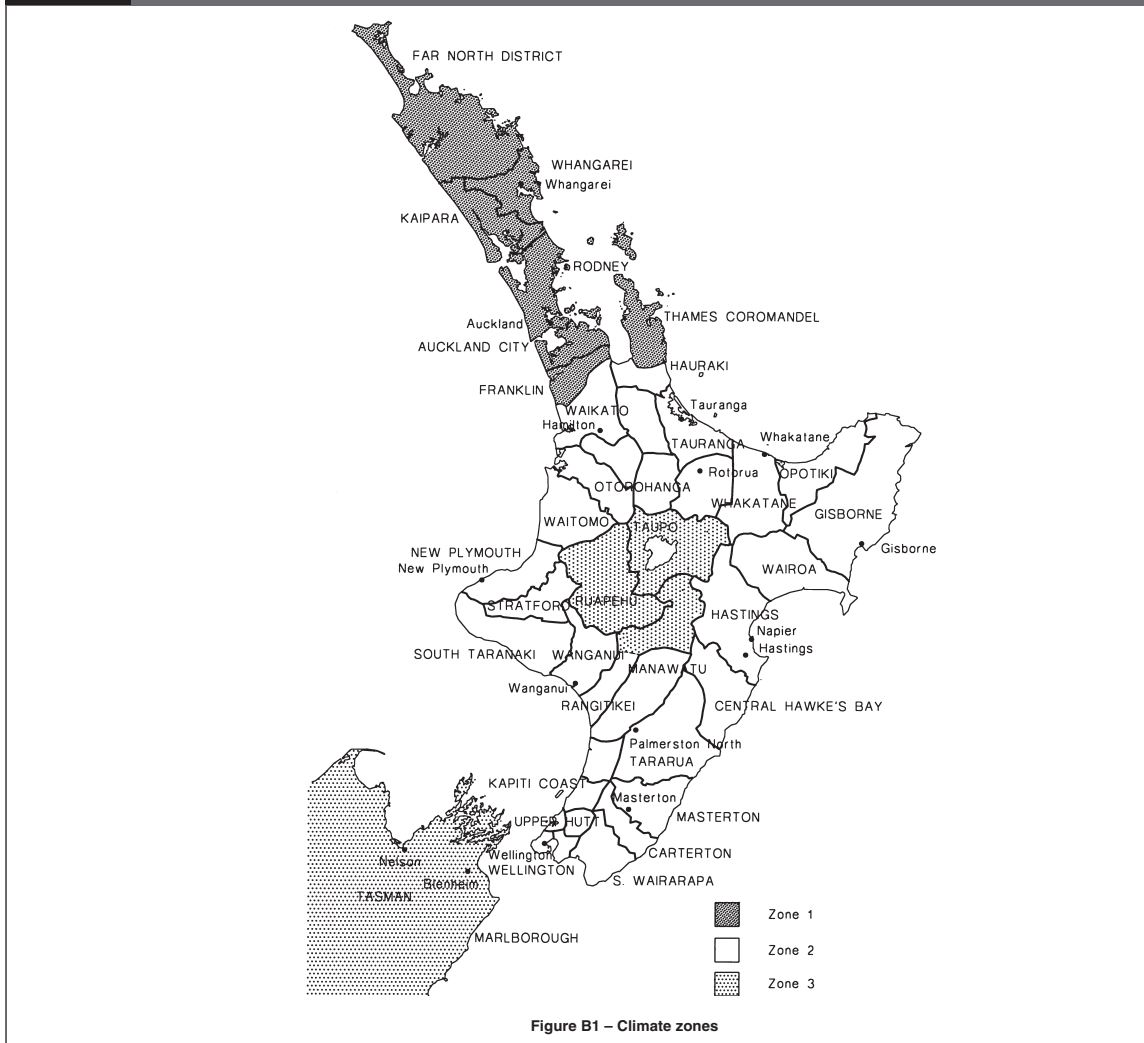 FAR NORTH DISTRICT
WHANGAREI
Whangarei
KAIPARA
RODNEY
THAMES COROMANDEL
Auckland
AUCKLAND CITY
HAURAKI
FRANKLIN
Tauranga
WAIKATO
Hamilton
Whakatane
TAURANGA
Rotorua
OPOTIKI
OTOROHANGA
WHAKATANE
GISBORNE
WAITOMO
TAUPO
Gisborne
NEW PLYMOUTH
New Plymouth
WAIROA
STRATFORD
RUAPEHU
HASTINGS
Napier
Hastings
SOUTH TARANAKI
WANGANUI
MANAWATU
Wanganui
RANGITIKEI
CENTRAL HAWKE'S BAY
Palmerston North
TARARUA
KAPITI COAST
Masterton
MASTERTON
UPPER HUTT
Wellington
CARTERTON
WELLINGTON
S. WAIRARAPA
Nelson
Blenheim
TASMAN
MARLBOROUGH
Zone 1
Zone 2
Zone 3
Figure B1 – Climate zones